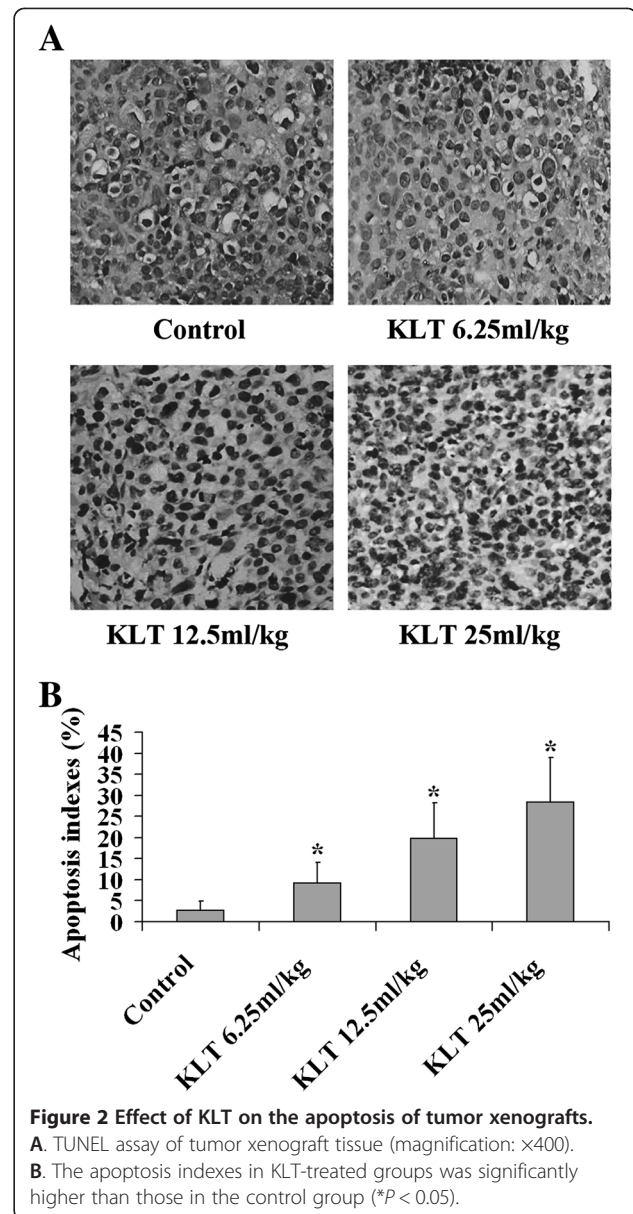 A
Control
KLT 6.25ml/kg
KLT 12.5ml/kg
KLT 25ml/kg
B
Apoptosis indexes (%)
45
40
35
30
25
20
15
10
5
0
*
*
*
Control
KLT 6.25ml/kg
KLT 12.5ml/kg
KLT 25ml/kg
Figure 2 Effect of KLT on the apoptosis of tumor xenografts.
A. TUNEL assay of tumor xenograft tissue (magnification: ×400).
B. The apoptosis indexes in KLT-treated groups was significantly
higher than those in the control group (*P < 0.05).